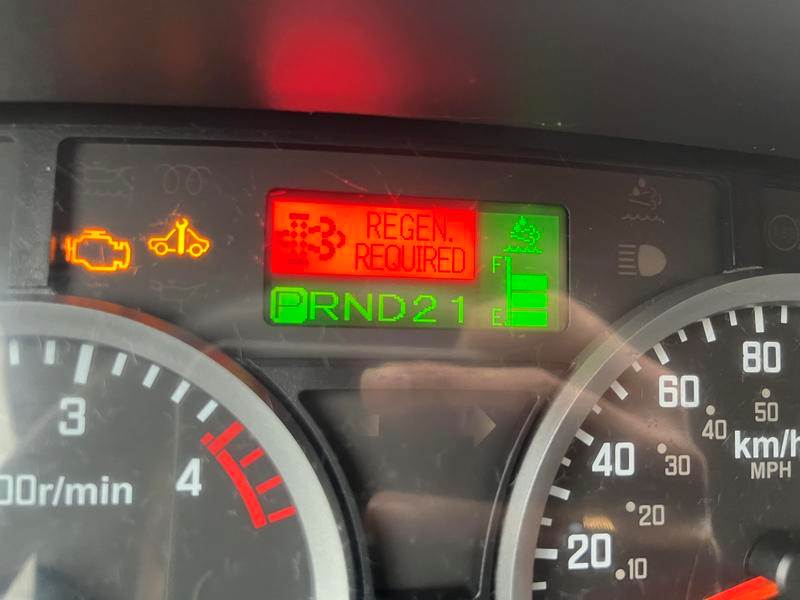 REGEN.
REQUIRED
F
E
PRND21
3
4
00r/min
80
60
50
40
40
30
km/h
MPH
20
20
10